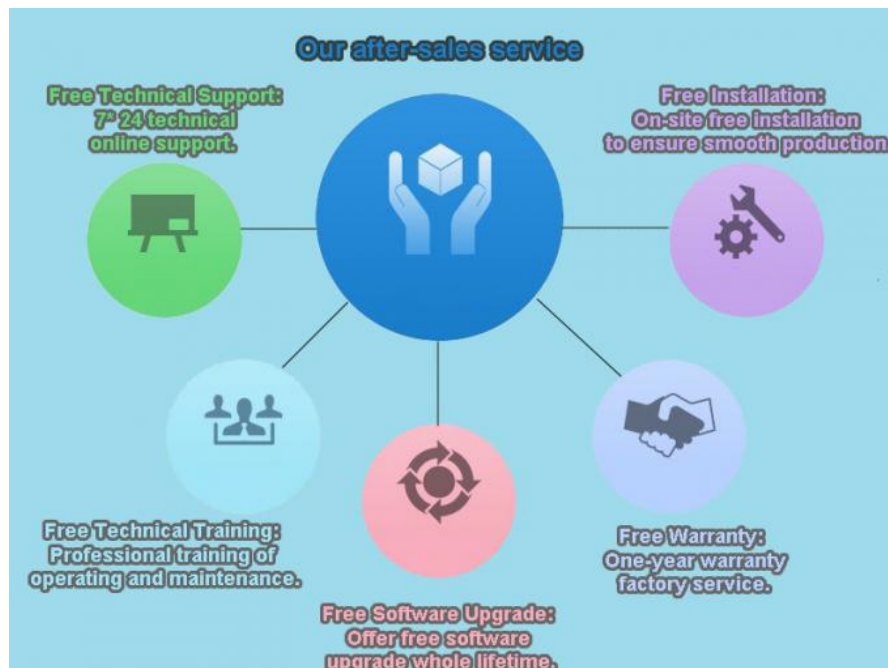 Our after-sales service
Free Technical Support:
7* 24 technical
online support.
Free Installation:
On-site free installation
to ensure smooth production
Free Technical Training:
Professional training of
operating and maintenance.
Free Software Upgrade:
Offer free software
upgrade whole lifetime.
Free Warranty:
One-year warranty
factory service.